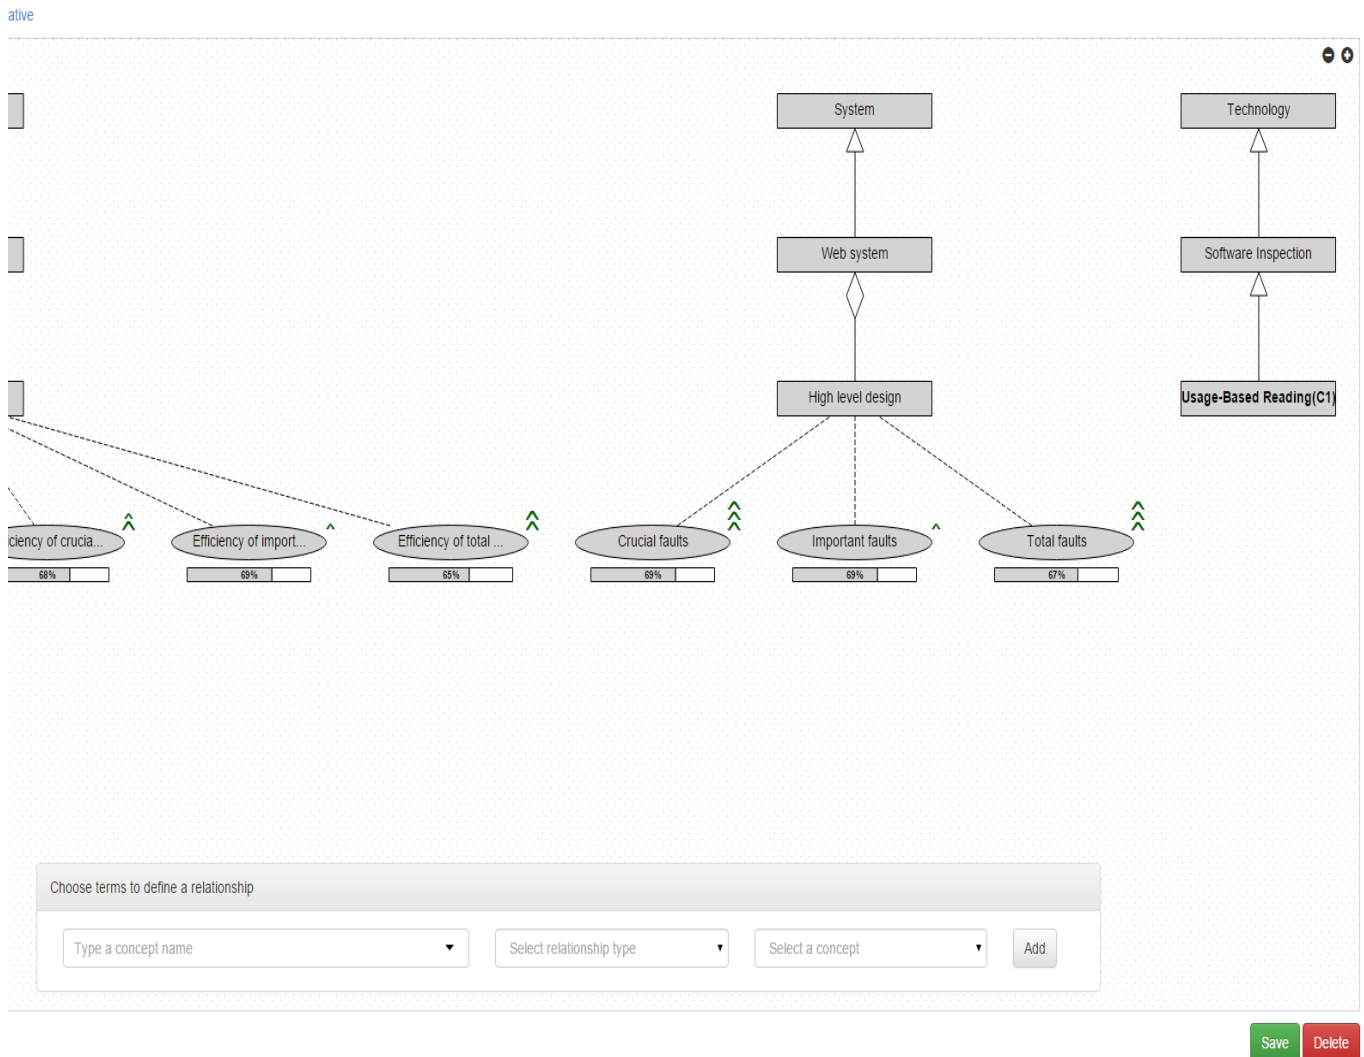 ative
System
Technology
Web system
Software Inspection
High level design
Usage-Based Reading(C1)
iciency of crucia...
Efficiency of import...
Efficiency of total ...
Crucial faults
Important faults
Total faults
68%
69%
65%
69%
69%
67%
Choose terms to define a relationship
Type a concept name
Select relationship type
Select a concept
Add
Save
Delete